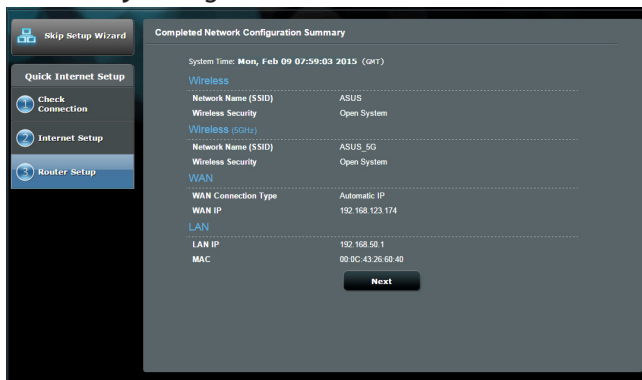 Skip Setup Wizard
Quick Internet Setup
1 Check Connection
2 Internet Setup
3 Router Setup
Completed Network Configuration Summary
System Time: Mon, Feb 09 07:59:03 2015 (GMT)
Wireless
Network Name (SSID) ASUS
Wireless Security Open System
Wireless (5GHz)
Network Name (SSID) ASUS_5G
Wireless Security Open System
WAN
WAN Connection Type Automatic IP
WAN IP 192.168.123.174
LAN
LAN IP 192.168.50.1
MAC 00:0C:43:26:60:40
Next